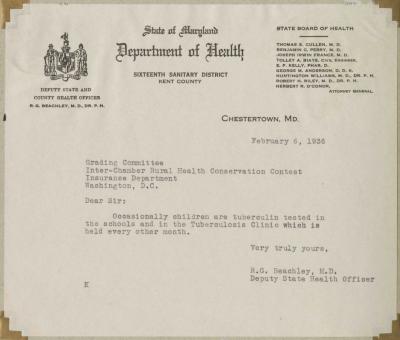 State of Maryland
Department of Health
SIXTEENTH SANITARY DISTRICT
KENT COUNTY
DEPUTY STATE AND
COUNTY HEALTH OFFICER
R. G. BEACHLEY, M. D., DR. P. H.
STATE BOARD OF HEALTH
THOMAS S. CULLEN, M. D.
BENJAMIN C. PERRY, M. D.
JOSEPH IRWIN FRANCE, M. D.
TOLLEY A. BIAYS, CIVIL ENGINEER.
E. F. KELLY, PHAR. D.
GEORGE M. ANDERSON, D. D. S.
HUNTINGTON WILLIAMS, M. D., DR. P. H.
ROBERT H. RILEY, M. D., DR. P. H.
HERBERT R. O'CONOR,
ATTORNEY GENERAL.
CHESTERTOWN, MD.
February 6, 1936
Grading Committee
Inter-Chamber Rural Health Conservation Contest
Insurance Department
Washington, D.C.
Dear Sir:
Occasionally children are tuberculin tested in
the schools and in the Tuberculosis Clinic which is
held every other month.
Very truly yours,
R.G. Beachley, M.D.
Deputy State Health Officer
K